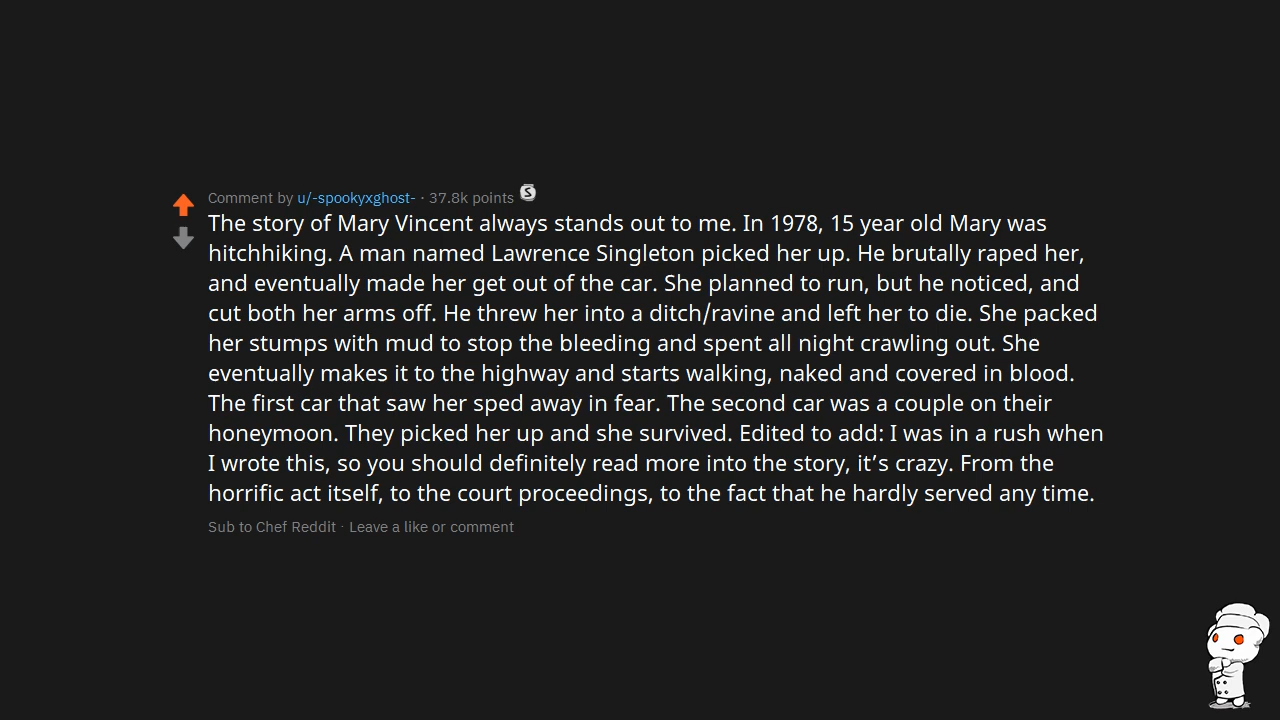 Comment by u/-spookyxghost- · 37.8k points S
The story of Mary Vincent always stands out to me. In 1978, 15 year old Mary was
hitchhiking. A man named Lawrence Singleton picked her up. He brutally raped her,
and eventually made her get out of the car. She planned to run, but he noticed, and
cut both her arms off. He threw her into a ditch/ravine and left her to die. She packed
her stumps with mud to stop the bleeding and spent all night crawling out. She
eventually makes it to the highway and starts walking, naked and covered in blood.
The first car that saw her sped away in fear. The second car was a couple on their
honeymoon. They picked her up and she survived. Edited to add: I was in a rush when
I wrote this, so you should definitely read more into the story, it’s crazy. From the
horrific act itself, to the court proceedings, to the fact that he hardly served any time.
Sub to Chef Reddit · Leave a like or comment